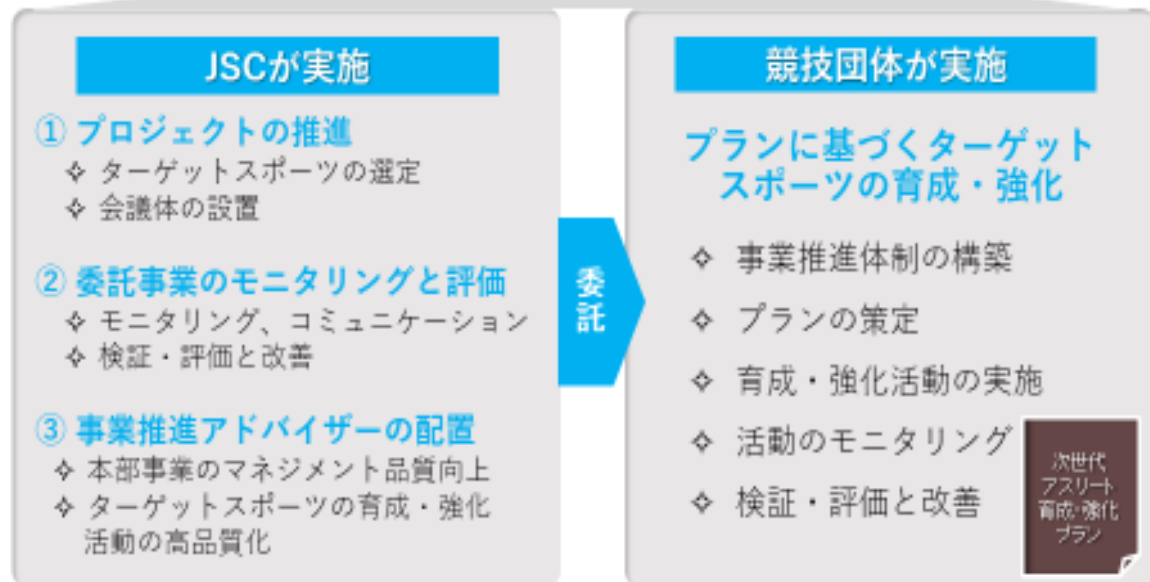 JSCが実施
① プロジェクトの推進
✧ ターゲットスポーツの選定
✧ 会議体の設置
② 委託事業のモニタリングと評価
✧ モニタリング、コミュニケーション
✧ 検証・評価と改善
③ 事業推進アドバイザーの配置
✧ 本部事業のマネジメント品質向上
✧ ターゲットスポーツの育成・強化
活動の高品質化
委託
競技団体が実施
プランに基づくターゲット
スポーツの育成・強化
✧ 事業推進体制の構築
✧ プランの策定
✧ 育成・強化活動の実施
✧ 活動のモニタリング
✧ 検証・評価と改善
次世代
アスリート
育成・強化
プラン